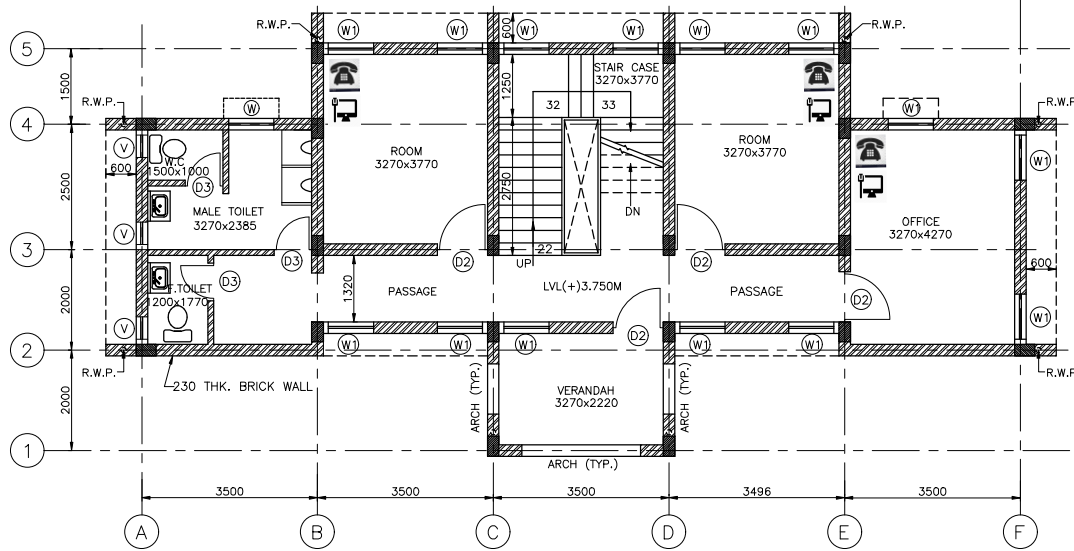 R.W.P.
W1
W1
W1
W1
W1
W1
R.W.P.
600
5
STAIR CASE
3270x3770
1250
1500
32
33
R.W.P.
W
W1
R.W.P.
4
V
W.C
1500x1000
ROOM
3270x3770
ROOM
3270x3770
W1
600
D3
2500
2750
DN
MALE TOILET
3270x2385
OFFICE
3270x4270
V
3
D3
22
D2
D2
UP
D3
600
F.TOILET
1200x1770
1320
PASSAGE
LVL(+)3.750M
PASSAGE
2000
D2
V
W1
W1
W1
D2
W1
W1
2
R.W.P.
230 THK. BRICK WALL
R.W.P.
ARCH (TYP.)
VERANDAH
3270x2220
ARCH (TYP.)
2000
1
ARCH (TYP.)
3500
3500
3500
3496
3500
A
B
C
D
E
F